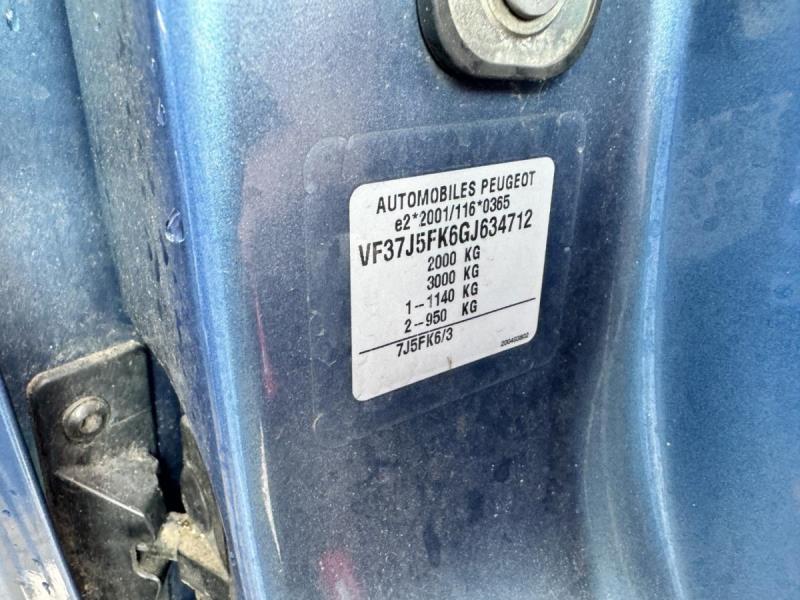 AUTOMOBILES PEUGEOT
e2*2001/116*0365
VF37J5FK6GJ634712
2000 KG
3000 KG
1-1140 KG
2-950 KG
7J5FK6/3